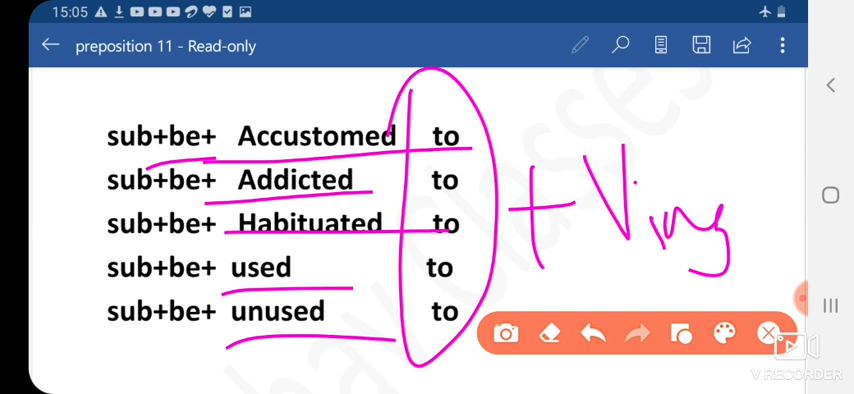 15:05
preposition 11 - Read-only
sub+be+ Accustomed to
sub+be+ Addicted to
sub+be+ Habituated to
sub+be+ used to
sub+be+ unused to
+ Ving
V RECORDER